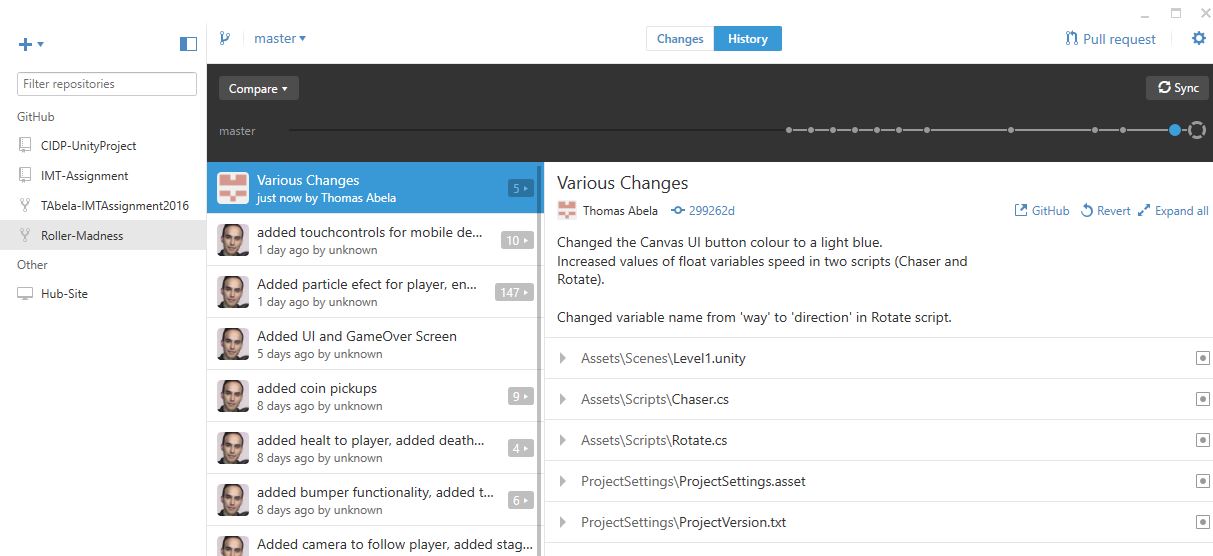 master
Changes
History
Pull request
Filter repositories
GitHub
CIDP-UnityProject
IMT-Assignment
TAbela-IMTAssignment2016
Roller-Madness
Other
Hub-Site
Compare
Sync
master
Various Changes
just now by Thomas Abela
5
added touchcontrols for mobile de...
1 day ago by unknown
10
Added particle efect for player, en...
1 day ago by unknown
147
Added UI and GameOver Screen
5 days ago by unknown
added coin pickups
8 days ago by unknown
9
added healt to player, added death...
8 days ago by unknown
4
added bumper functionality, added t...
8 days ago by unknown
6
Added camera to follow player, added stag...
Various Changes
Thomas Abela
299262d
GitHub
Revert
Expand all
Changed the Canvas UI button colour to a light blue.
Increased values of float variables speed in two scripts (Chaser and
Rotate).
Changed variable name from 'way' to 'direction' in Rotate script.
Assets\Scenes\Level1.unity
Assets\Scripts\Chaser.cs
Assets\Scripts\Rotate.cs
ProjectSettings\ProjectSettings.asset
ProjectSettings\ProjectVersion.txt